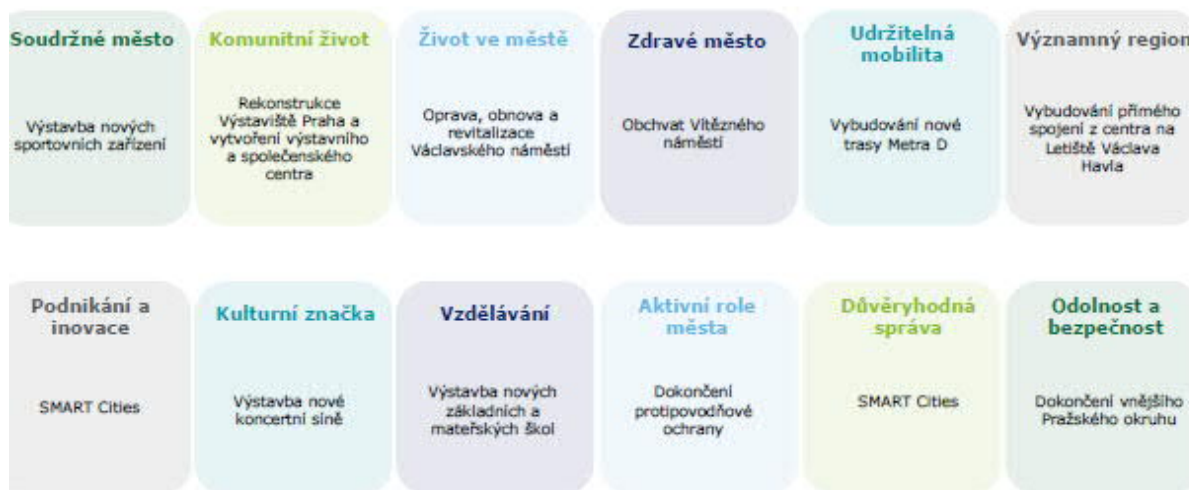 Soudržné město
Výstavba nových
sportovních zařízení
Komunitní život
Rekonstrukce
Výstaviště Praha a
vytvoření výstavního
a společenského
centra
Život ve městě
Oprava, obnova a
revitalizace
Václavského náměstí
Zdravé město
Obchvat Vítězného
náměstí
Udržitelná
mobilita
Vybudování nové
trasy Metra D
Významný region
Vybudování přímého
spojení z centra na
Letiště Václava
Havla
Podnikání a
inovace
SMART Cities
Kulturní značka
Výstavba nové
koncertní síně
Vzdělávání
Výstavba nových
základních a
mateřských škol
Aktivní role
města
Dokončení
protipovodňové
ochrany
Důvěryhodná
správa
SMART Cities
Odolnost a
bezpečnost
Dokončení vnějšího
Pražského okruhu